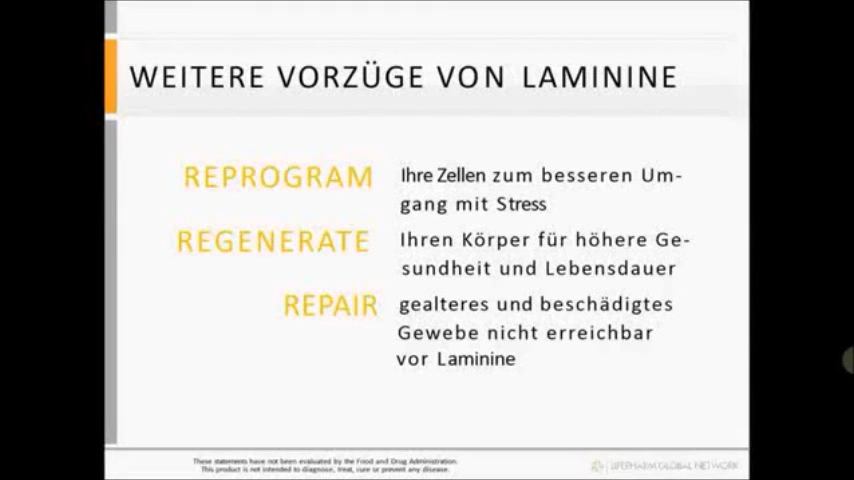 WEITERE VORZÜGE VON LAMININE
REPROGRAM Ihre Zellen zum besseren Um-
gang mit Stress
REGENERATE Ihren Körper für höhere Ge-
sundheit und Lebensdauer
REPAIR gealteres und beschädigtes
Gewebe nicht erreichbar
vor Laminine
These statements have not been evaluated by the Food and Drug Administration.
This product is not intended to diagnose, treat, cure or prevent any disease.
LIFEPHARM GLOBAL NETWORK